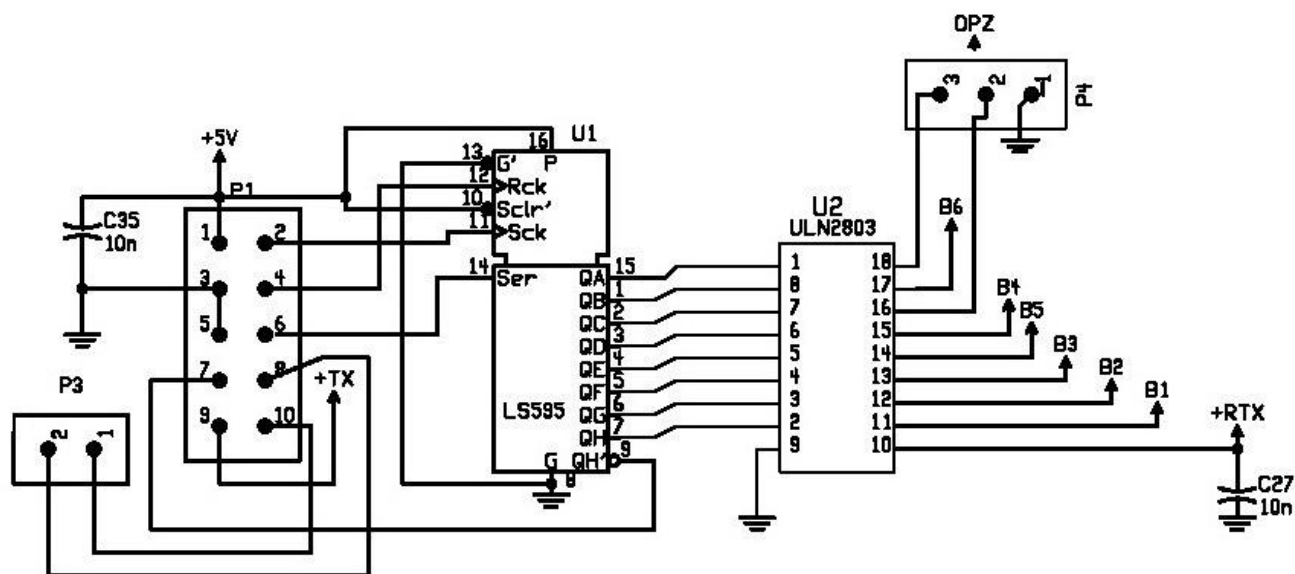 OPZ
3 2 1
P4
+5V
P1
C35
10n
1 2
3 4
5 6
7 8
9 10
P3
2 1
+TX
U1
16
13 G' P
12 Rck
10 Sclr'
11 Sck
14 Ser
QA 15
QB 1
QC 2
QD 3
QE 4
QF 5
QG 6
QH 7
LS595
G QH' 9
8
U2
ULN2803
1 18
8 17
7 16
6 15
5 14
4 13
3 12
2 11
9 10
B6
B4
B5
B3
B2
B1
+RTX
C27
10n